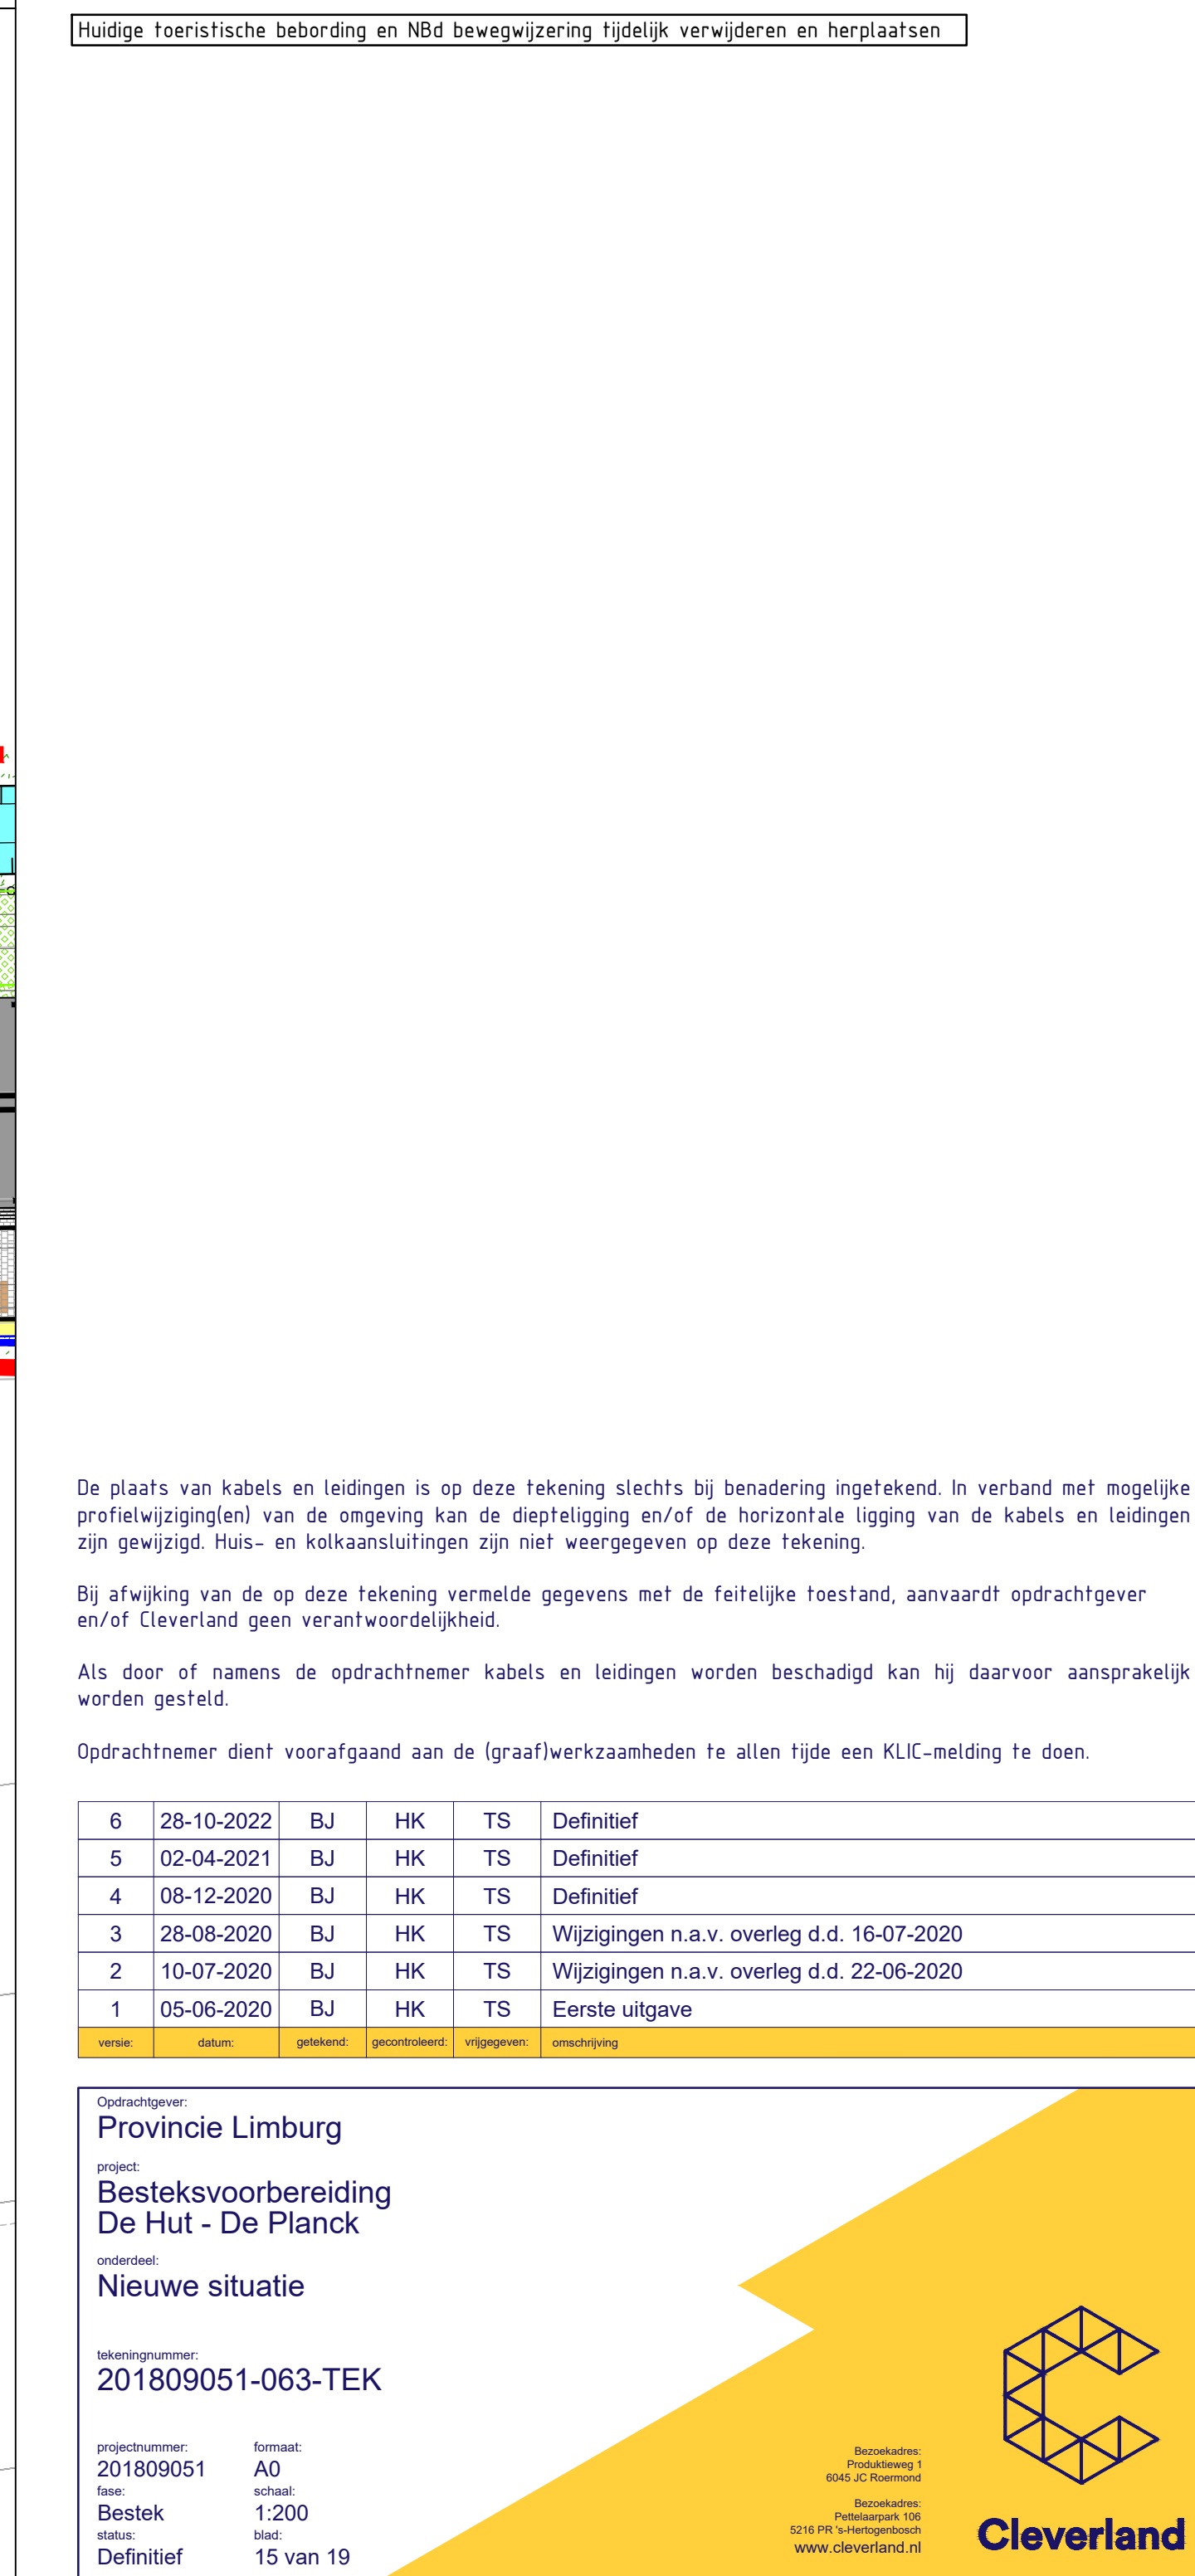 Huidige toeristische bebording en NBd bewegwijzering tijdelijk verwijderen en herplaatsen
De plaats van kabels en leidingen is op deze tekening slechts bij benadering ingetekend. In verband met mogelijke
profielwijziging(en) van de omgeving kan de diepteligging en/of de horizontale ligging van de kabels en leidingen
zijn gewijzigd. Huis- en kolkaansluitingen zijn niet weergegeven op deze tekening.
Bij afwijking van de op deze tekening vermelde gegevens met de feitelijke toestand, aanvaardt opdrachtgever
en/of Cleverland geen verantwoordelijkheid.
Als door of namens de opdrachtnemer kabels en leidingen worden beschadigd kan hij daarvoor aansprakelijk
worden gesteld.
Opdrachtnemer dient voorafgaand aan de (graaf)werkzaamheden te allen tijde een KLIC-melding te doen.
6 28-10-2022 BJ HK TS Definitief
5 02-04-2021 BJ HK TS Definitief
4 08-12-2020 BJ HK TS Definitief
3 28-08-2020 BJ HK TS Wijzigingen n.a.v. overleg d.d. 16-07-2020
2 10-07-2020 BJ HK TS Wijzigingen n.a.v. overleg d.d. 22-06-2020
1 05-06-2020 BJ HK TS Eerste uitgave
versie: datum: getekend: gecontroleerd: vrijgegeven: omschrijving
Opdrachtgever:
Provincie Limburg
project:
Besteksvoorbereiding
De Hut - De Planck
onderdeel:
Nieuwe situatie
tekeningnummer:
201809051-063-TEK
projectnummer: formaat:
201809051 A0
fase: schaal:
Bestek 1:200
status: blad:
Definitief 15 van 19
Bezoekadres:
Produktieweg 1
6045 JC Roermond
Bezoekadres:
Pettelaarpark 106
5216 PR 's-Hertogenbosch
www.cleverland.nl
Cleverland